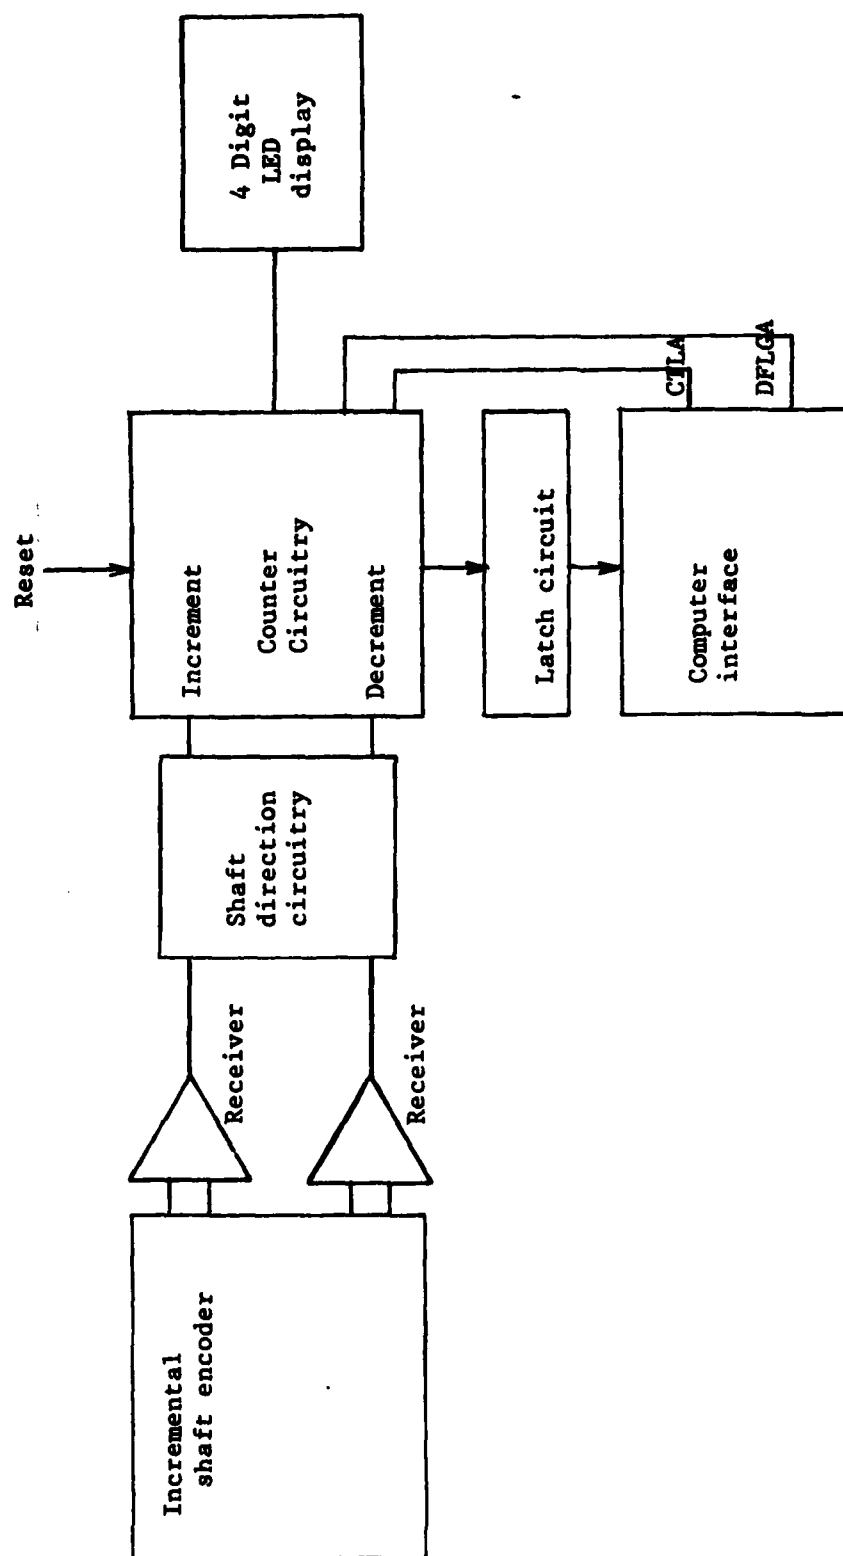 Incremental
shaft encoder
Receiver
Receiver
Shaft
direction
circuitry
Reset
Increment
Counter
Circuitry
Decrement
4 Digit
LED
display
Latch circuit
Computer
interface
CTLA
DFLGA